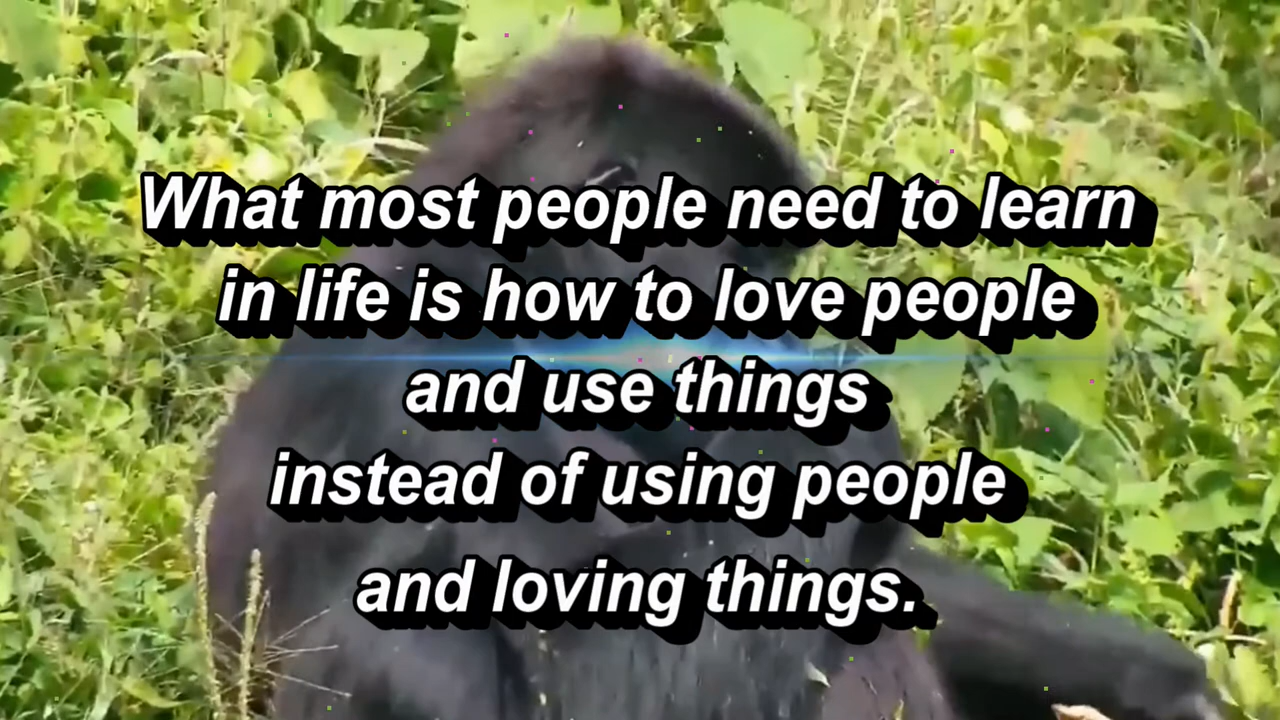 What most people need to learn
in life is how to love people
and use things
instead of using people
and loving things.